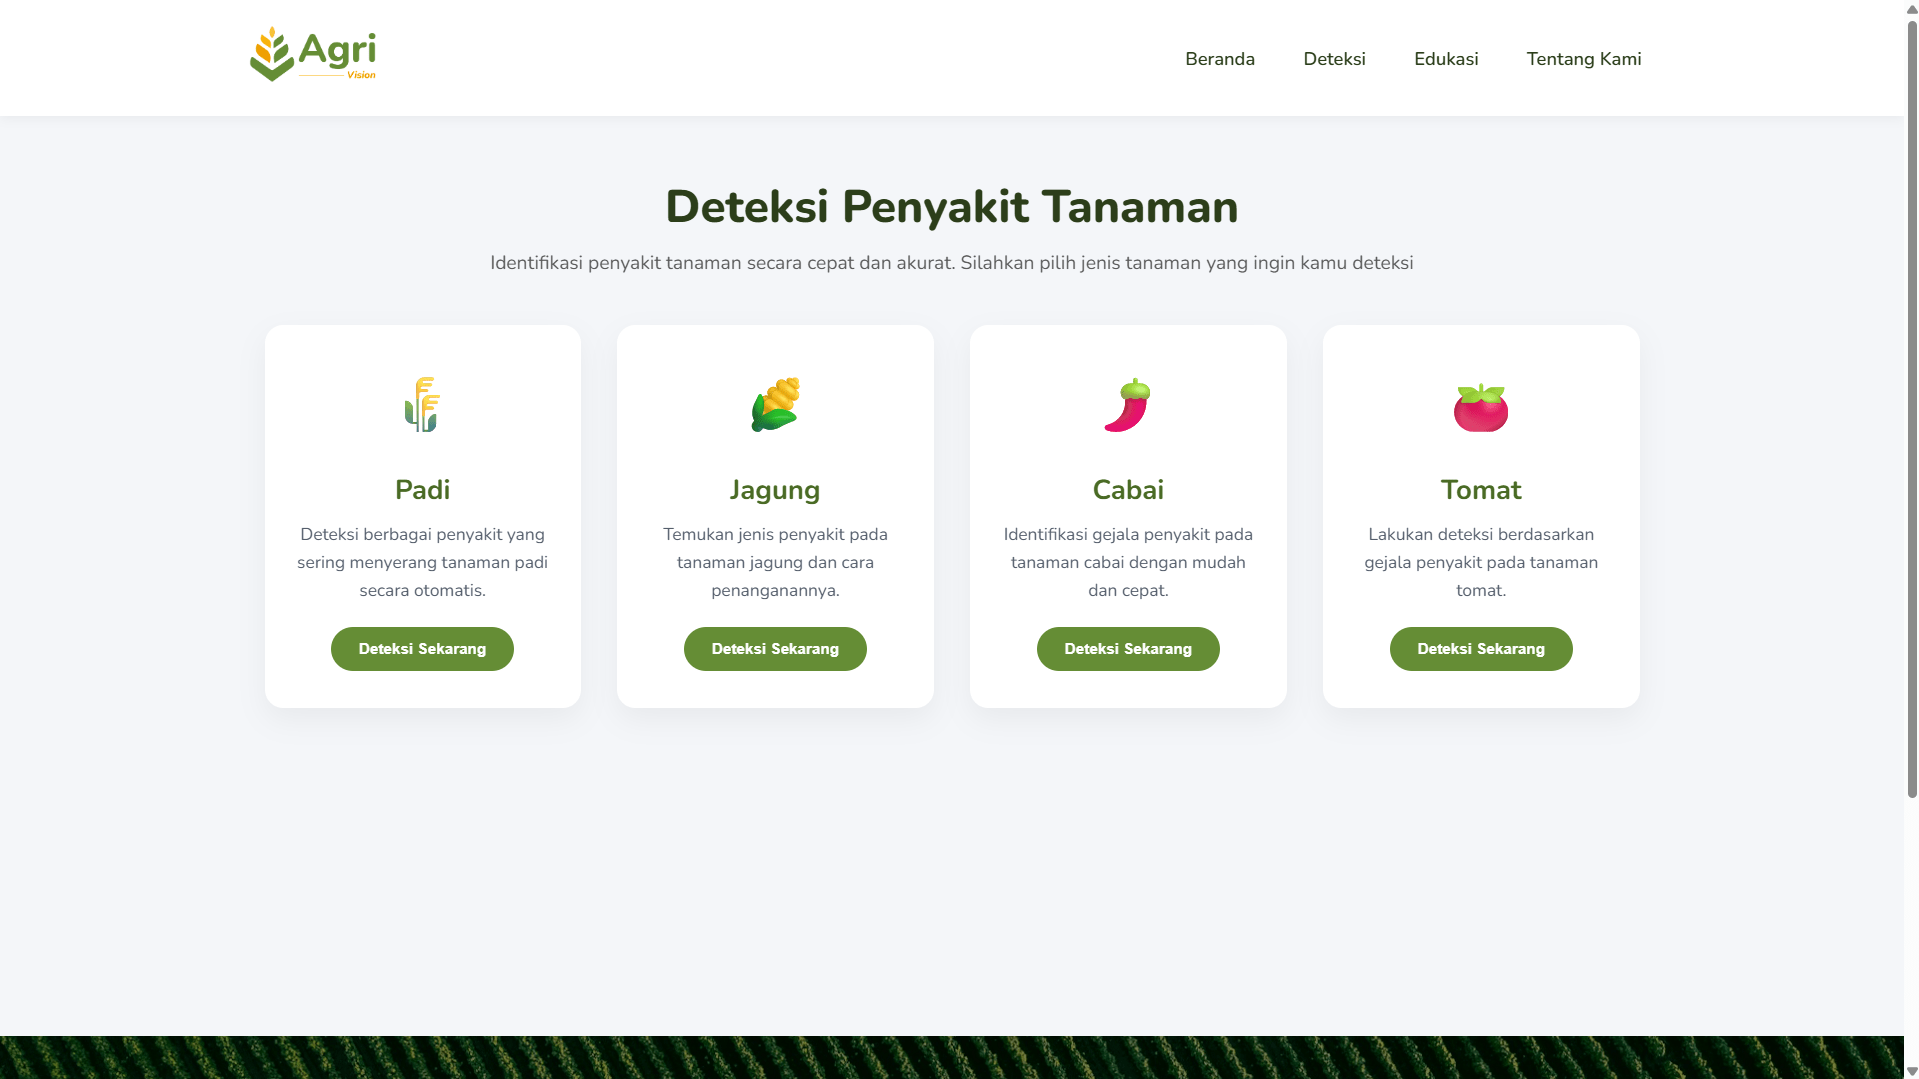 Agri
Vision
Beranda
Deteksi
Edukasi
Tentang Kami
Deteksi Penyakit Tanaman
Identifikasi penyakit tanaman secara cepat dan akurat. Silahkan pilih jenis tanaman yang ingin kamu deteksi
Padi
Deteksi berbagai penyakit yang
sering menyerang tanaman padi
secara otomatis.
Deteksi Sekarang
Jagung
Temukan jenis penyakit pada
tanaman jagung dan cara
penanganannya.
Deteksi Sekarang
Cabai
Identifikasi gejala penyakit pada
tanaman cabai dengan mudah
dan cepat.
Deteksi Sekarang
Tomat
Lakukan deteksi berdasarkan
gejala penyakit pada tanaman
tomat.
Deteksi Sekarang